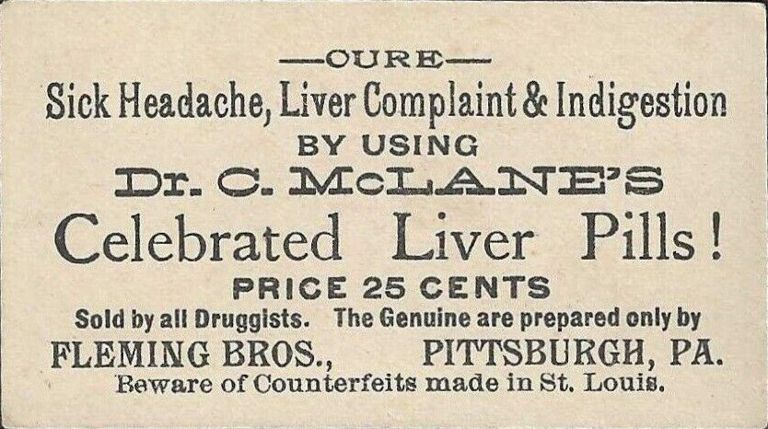 —CURE—
Sick Headache, Liver Complaint & Indigestion
BY USING
Dr. C. McLANE'S
Celebrated Liver Pills!
PRICE 25 CENTS
Sold by all Druggists. The Genuine are prepared only by
FLEMING BROS., PITTSBURGH, PA.
Beware of Counterfeits made in St. Louis.